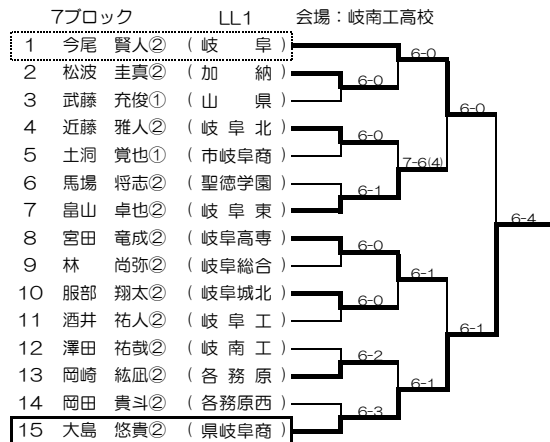 7ブロック LL1 会場：岐南工高校
1 今尾 賢人② （ 岐 阜 ）
2 松波 圭真② （ 加 納 ）
3 武藤 充俊① （ 山 県 ）
4 近藤 雅人② （ 岐 阜 北 ）
5 土洞 覚也① （ 市岐阜商 ）
6 馬場 将志② （ 聖徳学園 ）
7 畠山 卓也② （ 岐 阜 東 ）
8 宮田 竜成② （ 岐阜高専 ）
9 林 尚弥② （ 岐阜総合 ）
10 服部 翔太② （ 岐阜城北 ）
11 酒井 祐人② （ 岐 阜 工 ）
12 澤田 祐哉② （ 岐 南 工 ）
13 岡崎 紘凪② （ 各 務 原 ）
14 岡田 貴斗② （ 各務原西 ）
15 大島 悠貴② （ 県岐阜商 ）
6-0
6-0
6-0
6-1
6-0
6-0
6-2
6-3
7-6(4)
6-1
6-1
6-0
6-1
6-4